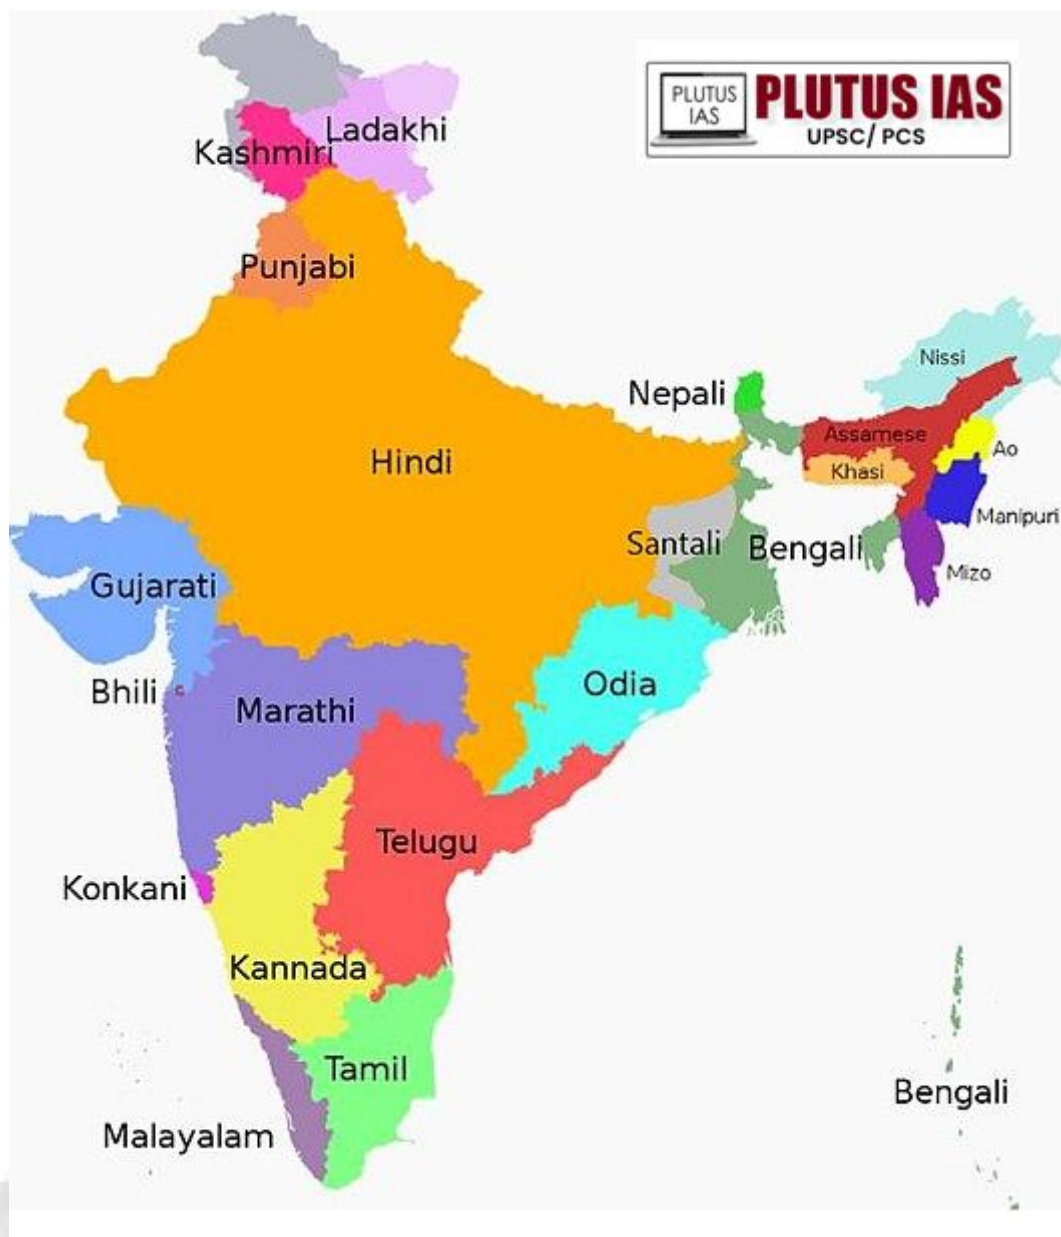 PLUTUS
IAS
PLUTUS IAS
UPSC/ PCS
Ladakhi
Kashmiri
Punjabi
Nissi
Nepali
Assamese
Ao
Hindi
Khasi
Manipuri
Santali
Bengali
Mizo
Gujarati
Odia
Bhili
Marathi
Telugu
Konkani
Kannada
Tamil
Bengali
Malayalam